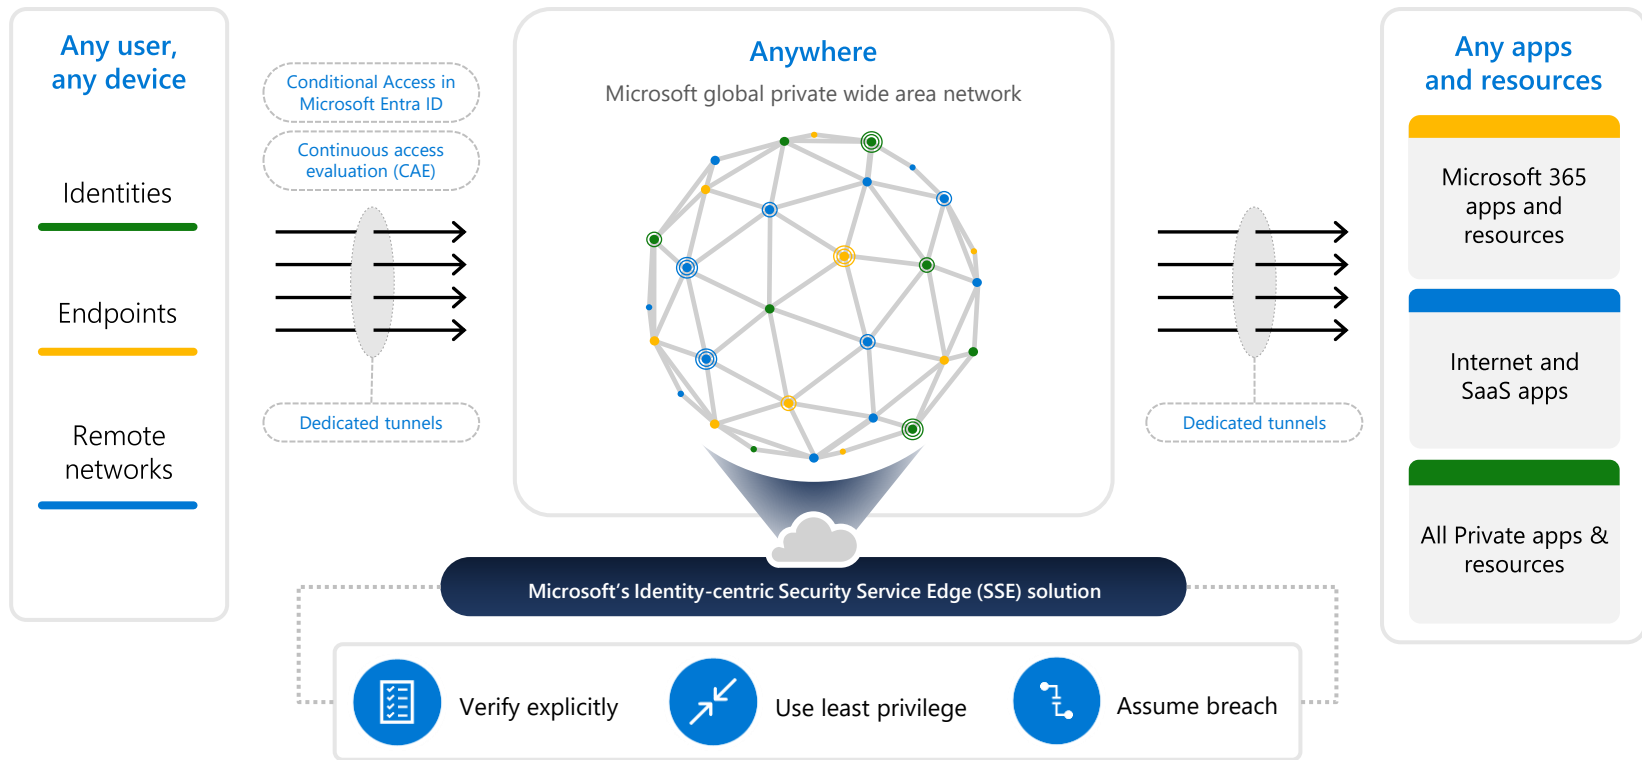 Any user,
any device
Identities
Endpoints
Remote
networks
Conditional Access in
Microsoft Entra ID
Continuous access
evaluation (CAE)
Dedicated tunnels
Anywhere
Microsoft global private wide area network
Dedicated tunnels
Any apps
and resources
Microsoft 365
apps and
resources
Internet and
SaaS apps
All Private apps &
resources
Microsoft’s Identity-centric Security Service Edge (SSE) solution
Verify explicitly
Use least privilege
Assume breach